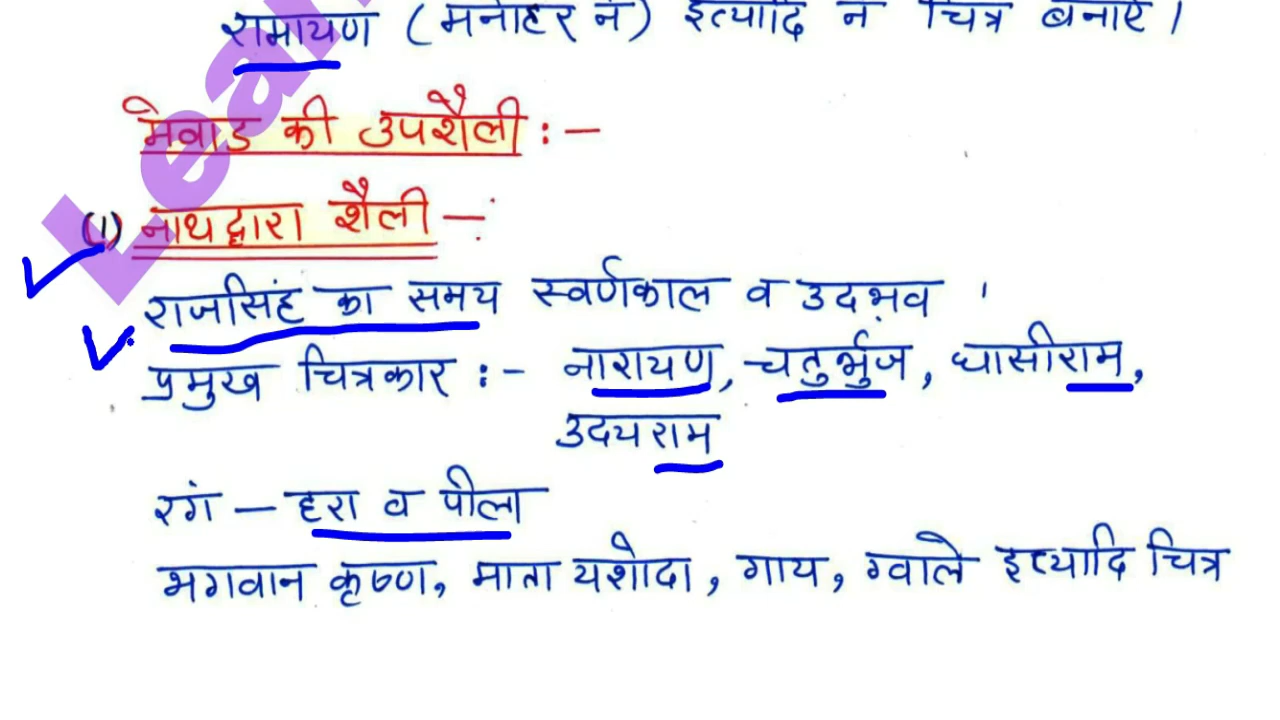 रामायण (मनोहर ने) इत्यादि ने चित्र बनाए।
मेवाड की उपशैली :-
(1) नाथद्वारा शैली -:
राजसिंह का समय स्वर्णकाल व उदभव ।
प्रमुख चित्रकार :- नारायण, चतुर्भुज, घासीराम,
उदयराम
रंग - हरा व पीला
भगवान कृष्ण, माता यशोदा, गाय, ग्वाले इत्यादि चित्र
Lear